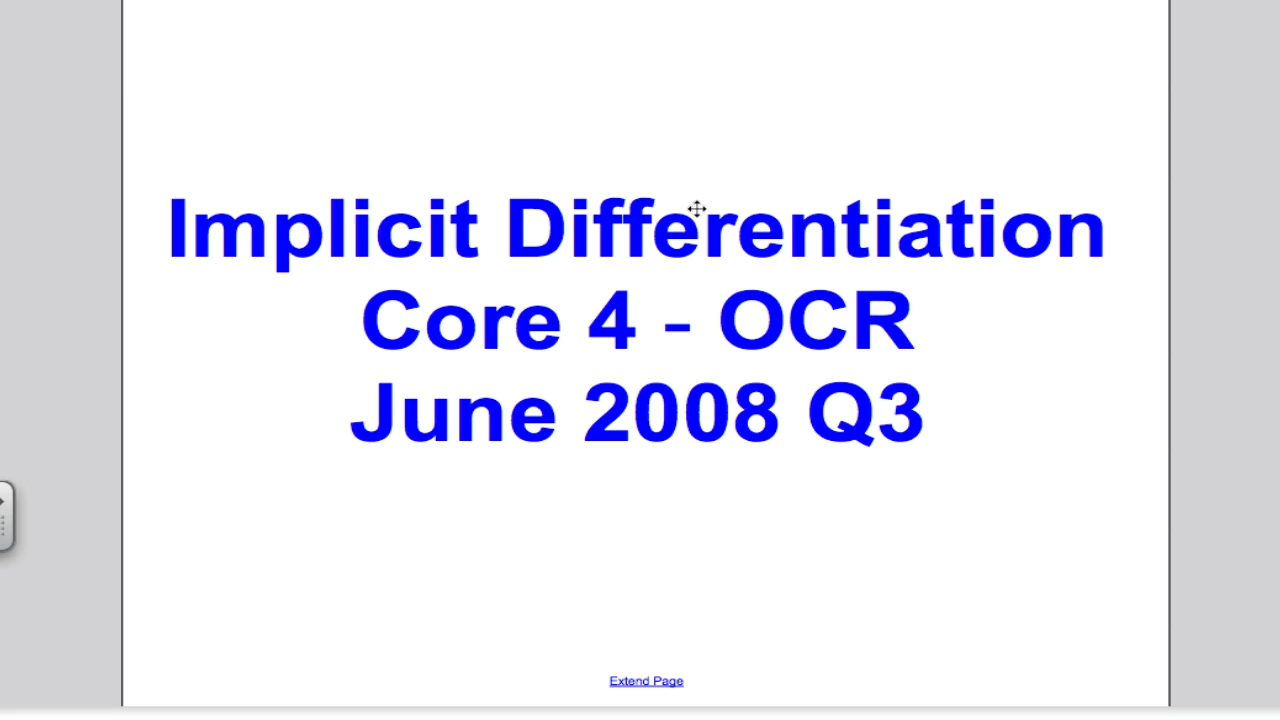 Implicit Differentiation
Core 4 - OCR
June 2008 Q3
Extend Page